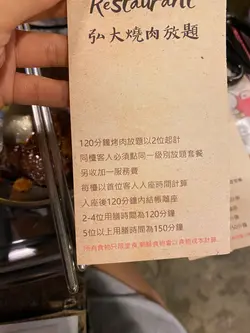 Restaurant
弘大燒肉放題
120分鐘烤肉放題以2位起計
同檯客人必須點同一級別放題套餐
另收加一服務費
每檯以首位客人入座時間計算
入座後120分鐘內結帳離座
2-4位用膳時間為120分鐘
5位以上用膳時間為150分鐘